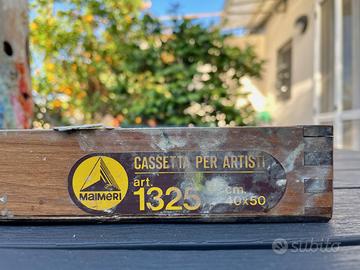 CASSETTA PER ARTISTI
MAIMERI
art. 1325 cm. 40x50
subito